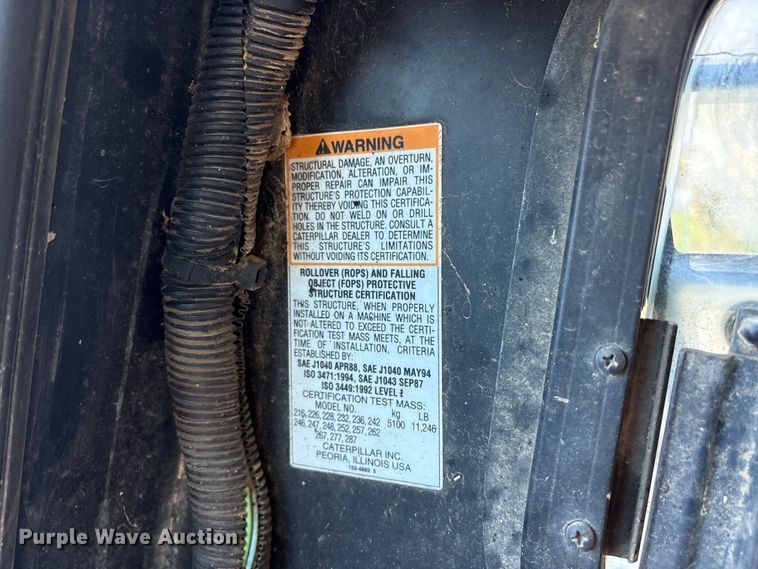 WARNING
STRUCTURAL DAMAGE, AN OVERTURN,
MODIFICATION, ALTERATION, OR IM-
PROPER REPAIR CAN IMPAIR THIS
STRUCTURE'S PROTECTION CAPABIL-
ITY THEREBY VOIDING THIS CERTIFICA-
TION. DO NOT WELD ON OR DRILL
HOLES IN THE STRUCTURE. CONSULT A
CATERPILLAR DEALER TO DETERMINE
THIS STRUCTURE'S LIMITATIONS
WITHOUT VOIDING ITS CERTIFICATION.
ROLLOVER (ROPS) AND FALLING
OBJECT (FOPS) PROTECTIVE
STRUCTURE CERTIFICATION
THIS STRUCTURE, WHEN PROPERLY
INSTALLED ON A MACHINE WHICH IS
NOT ALTERED TO EXCEED THE CERTI-
FICATION TEST MASS MEETS, AT THE
TIME OF INSTALLATION, CRITERIA
ESTABLISHED BY:
SAE J1040 APR88, SAE J1040 MAY94
ISO 3471:1994, SAE J1043 SEP87
ISO 3449:1992 LEVEL I
CERTIFICATION TEST MASS:
MODEL NO. kg LB
216, 226, 228, 232, 236, 242 5100 11,246
246, 247, 248, 252, 257, 262
267, 277, 287
CATERPILLAR INC.
PEORIA, ILLINOIS USA
Purple Wave Auction